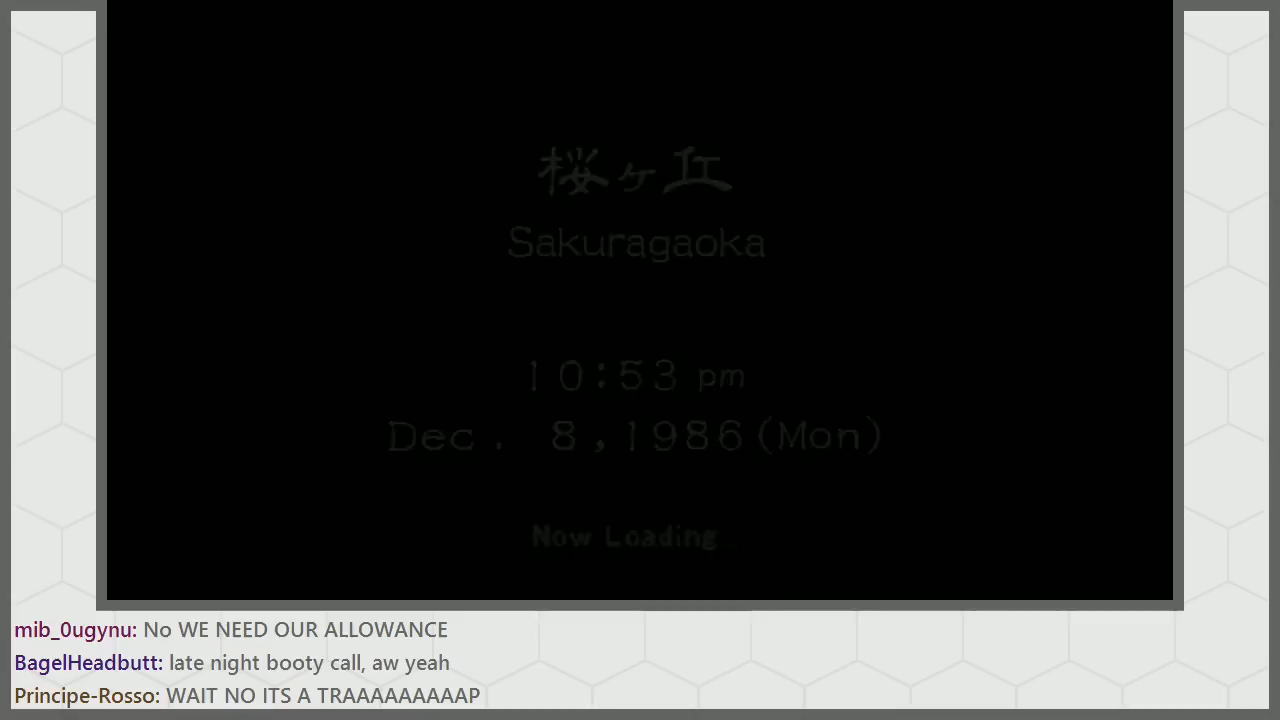 桜ヶ丘
Sakuragaoka
10:53 pm
Dec. 8,1986(Mon)
Now Loading...
mib_0ugynu: No WE NEED OUR ALLOWANCE
BagelHeadbutt: late night booty call, aw yeah
Principe-Rosso: WAIT NO ITS A TRAAAAAAAAAP